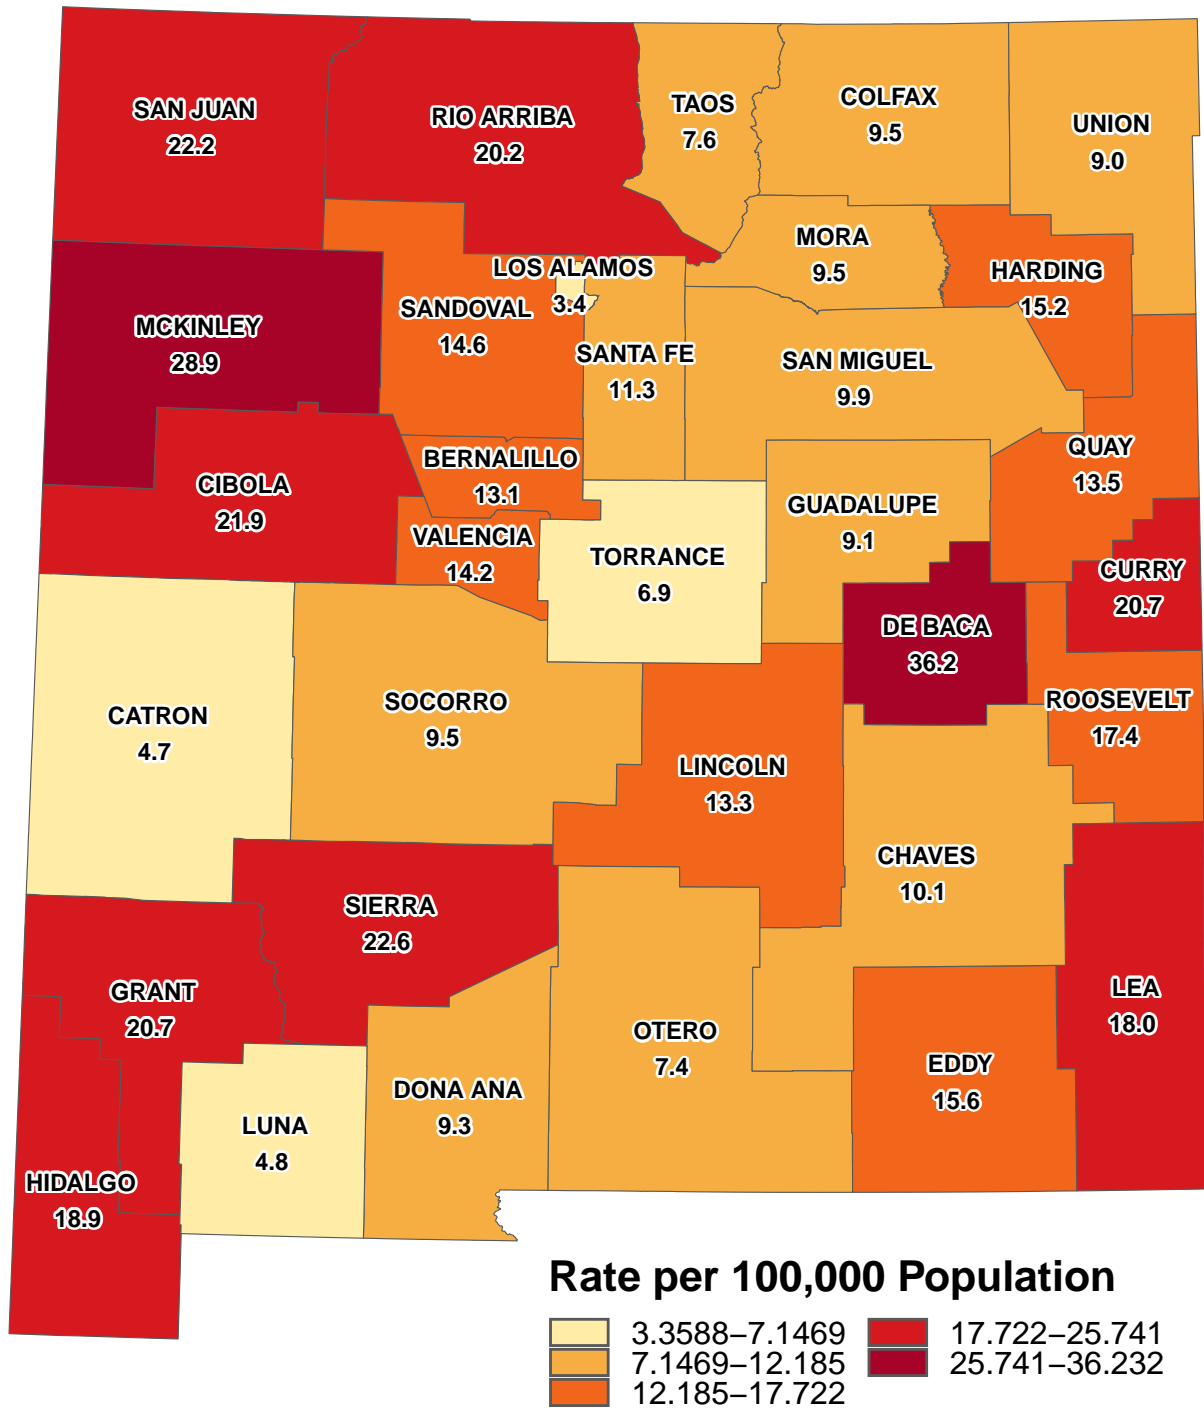 SAN JUAN
22.2
RIO ARRIBA
20.2
TAOS
7.6
COLFAX
9.5
UNION
9.0
MORA
9.5
HARDING
15.2
LOS ALAMOS
3.4
SANDOVAL
14.6
MCKINLEY
28.9
SANTA FE
11.3
SAN MIGUEL
9.9
QUAY
13.5
BERNALILLO
13.1
CIBOLA
21.9
GUADALUPE
9.1
VALENCIA
14.2
TORRANCE
6.9
CURRY
20.7
DE BACA
36.2
ROOSEVELT
17.4
CATRON
4.7
SOCORRO
9.5
LINCOLN
13.3
CHAVES
10.1
SIERRA
22.6
GRANT
20.7
LEA
18.0
OTERO
7.4
EDDY
15.6
DONA ANA
9.3
LUNA
4.8
HIDALGO
18.9
Rate per 100,000 Population
3.3588–7.1469
7.1469–12.185
12.185–17.722
17.722–25.741
25.741–36.232